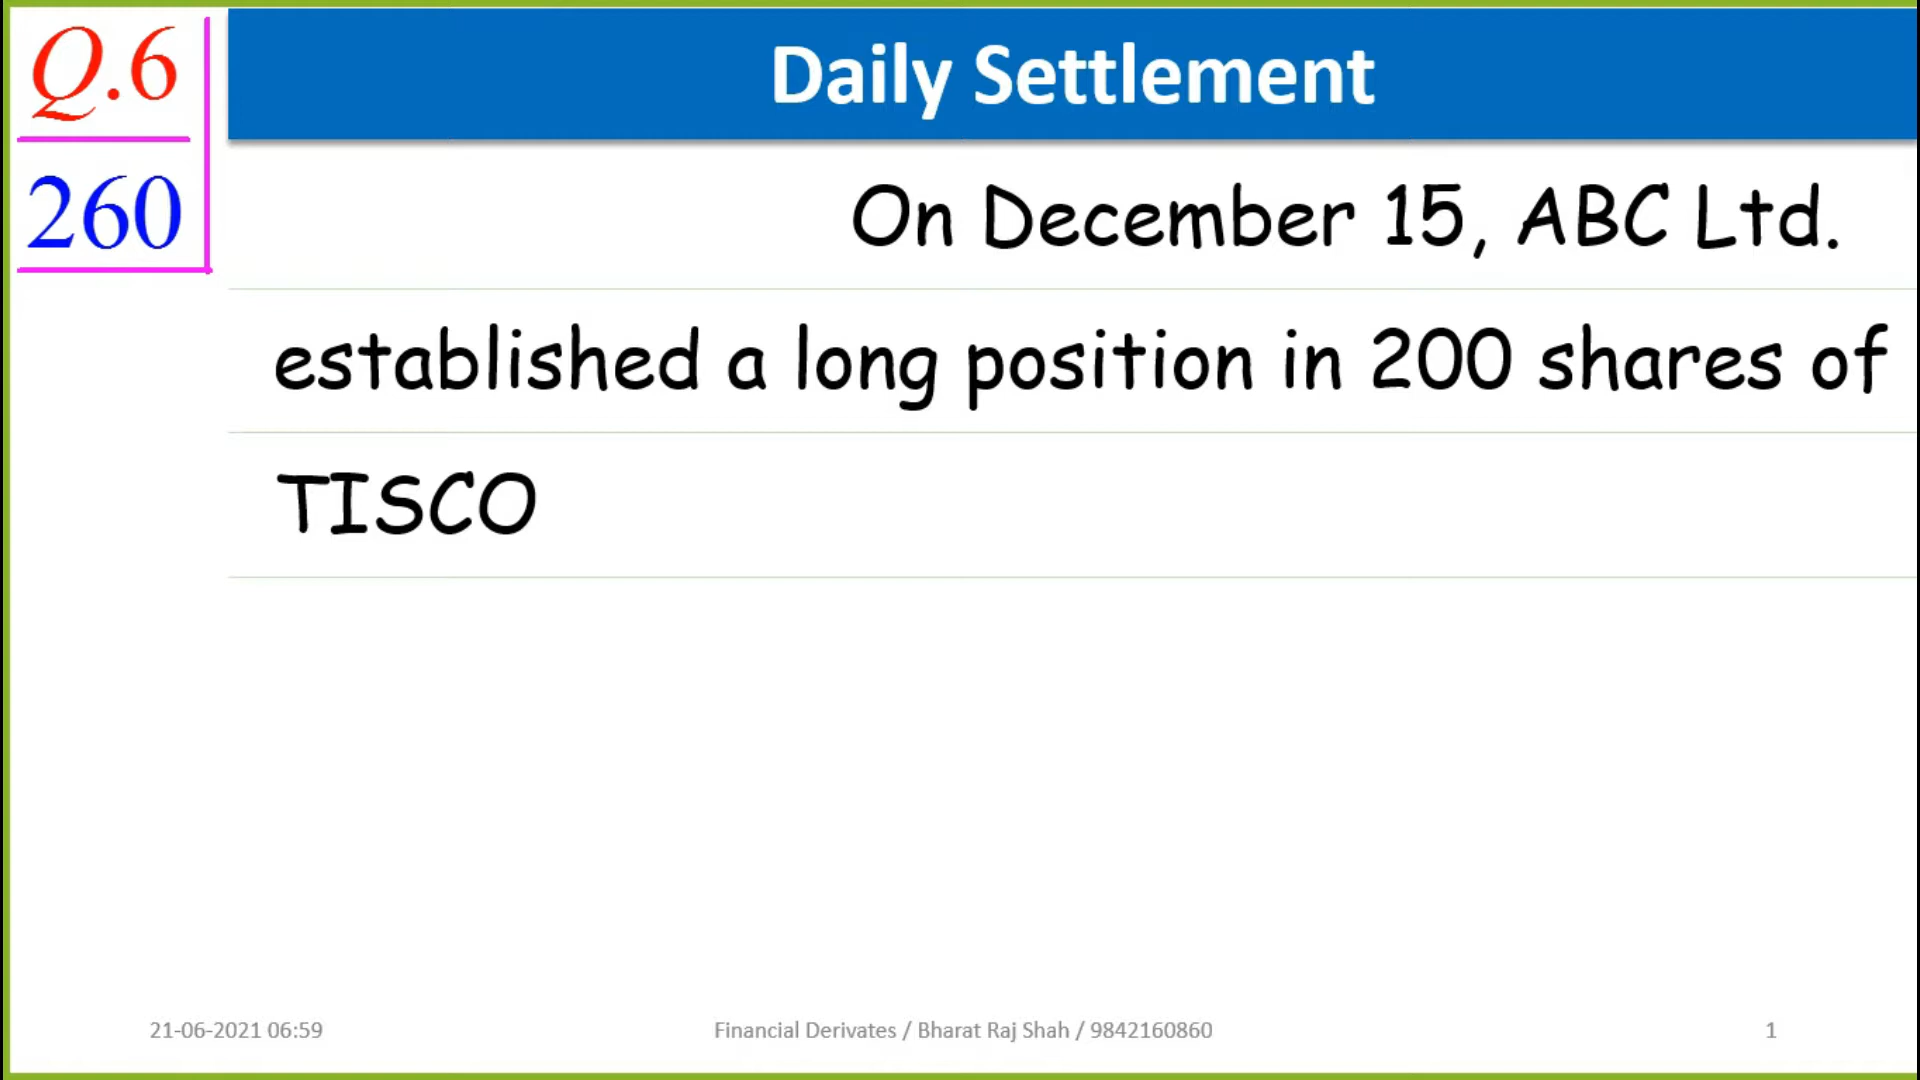 Q.6
260
Daily Settlement
On December 15, ABC Ltd.
established a long position in 200 shares of
TISCO
21-06-2021 06:59
Financial Derivates / Bharat Raj Shah / 9842160860
1